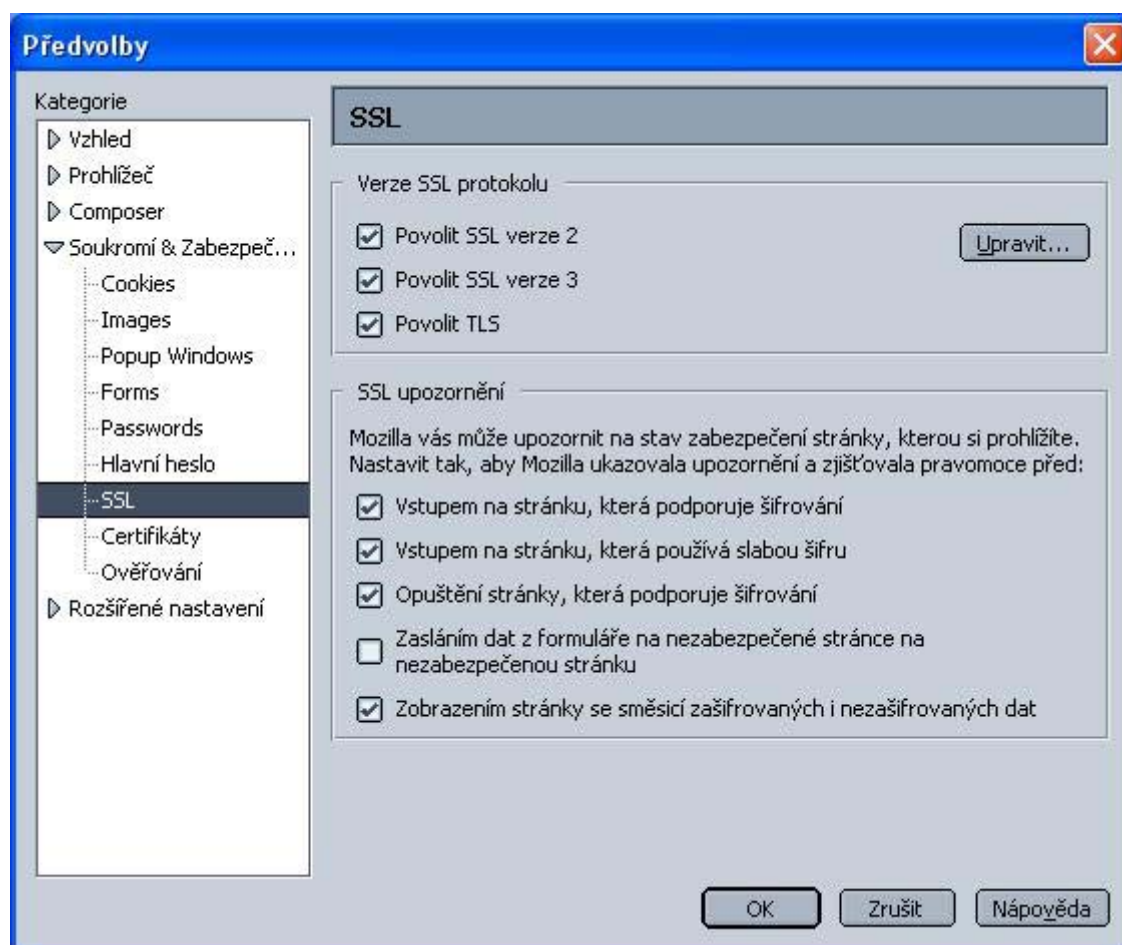 Předvolby
Kategorie
Vzhled
Prohlížeč
Composer
Soukromí & Zabezpeč...
Cookies
Images
Popup Windows
Forms
Passwords
Hlavní heslo
SSL
Certifikáty
Ověřování
Rozšířené nastavení
SSL
Verze SSL protokolu
Povolit SSL verze 2
Upravit...
Povolit SSL verze 3
Povolit TLS
SSL upozornění
Mozilla vás může upozornit na stav zabezpečení stránky, kterou si prohlížíte.
Nastavit tak, aby Mozilla ukazovala upozornění a zjišťovala pravomoce před:
Vstupem na stránku, která podporuje šifrování
Vstupem na stránku, která používá slabou šifru
Opuštění stránky, která podporuje šifrování
Zasláním dat z formuláře na nezabezpečené stránce na
nezabezpečenou stránku
Zobrazením stránky se směsicí zašifrovaných i nezašifrovaných dat
OK
Zrušit
Nápověda